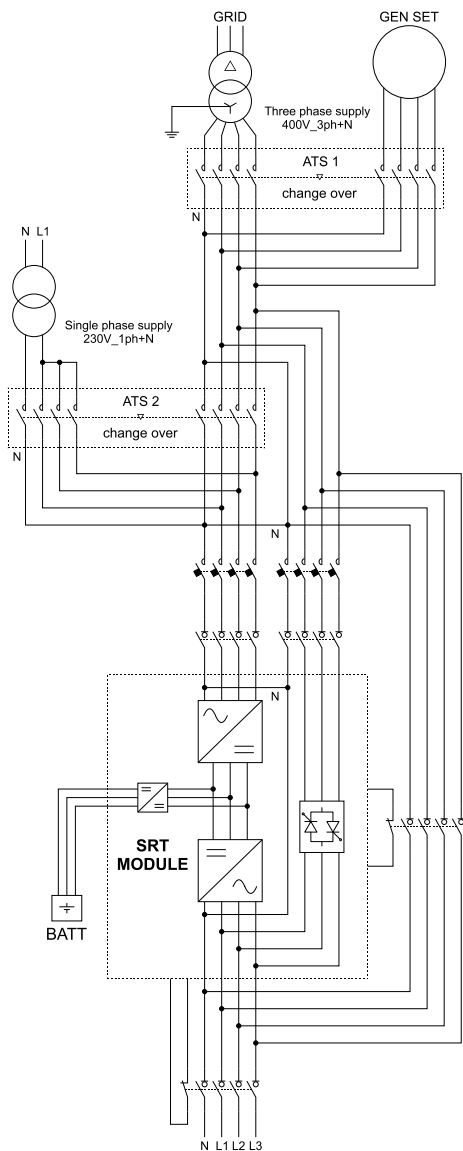 GRID
GEN SET
Three phase supply
400V_3ph+N
ATS 1
change over
N
N L1
Single phase supply
230V_1ph+N
ATS 2
change over
N
N
N
SRT
MODULE
BATT
N L1 L2 L3